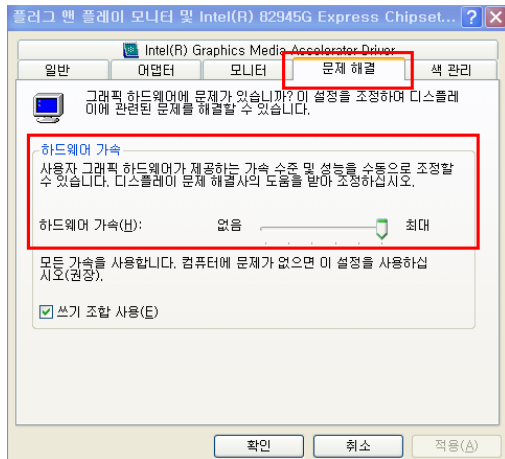 플러그 앤 플레이 모니터 및 Intel(R) 82945G Express Chipset...
Intel(R) Graphics Media Accelerator Driver
일반 어댑터 모니터 문제 해결 색 관리
그래픽 하드웨어에 문제가 있습니까? 이 설정을 조정하여 디스플레
이에 관련된 문제를 해결할 수 있습니다.
하드웨어 가속
사용자 그래픽 하드웨어가 제공하는 가속 수준 및 성능을 수동으로 조정할
수 있습니다. 디스플레이 문제 해결사의 도움을 받아 조정하십시오.
하드웨어 가속(H): 없음 최대
모든 가속을 사용합니다. 컴퓨터에 문제가 없으면 이 설정을 사용하십
시오(권장).
쓰기 조합 사용(E)
확인 취소 적용(A)